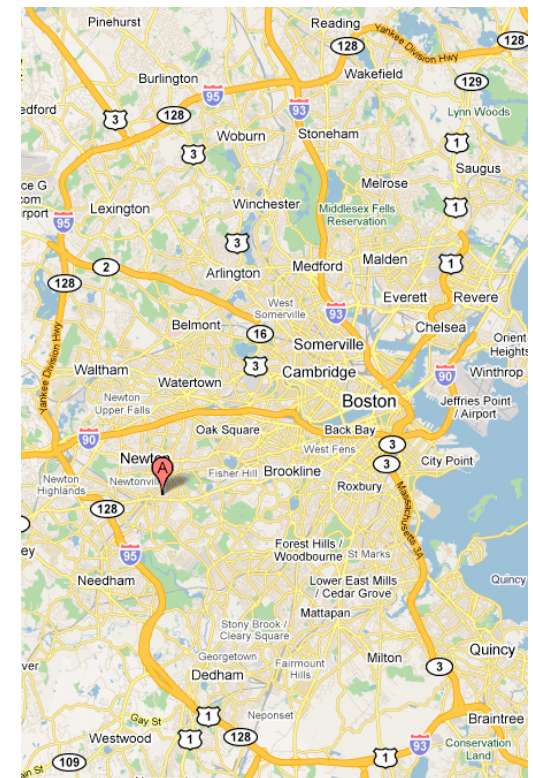 Pinehurst
Reading
128
Yankee Division Hwy
128
Wakefield
Burlington
95
129
edford
3
128
93
Lynn Woods
Woburn
Stoneham
1
3
Saugus
Melrose
ce G
com
rport
Lexington
Winchester
Middlesex Fells
Reservation
1
95
3
Medford
Malden
1
2
Arlington
128
West
Somerville
Everett
Revere
93
Belmont
16
Chelsea
Somerville
Orient
Heights
3
Cambridge
Waltham
Yankee Division Hwy
Watertown
90
Winthrop
Newton
Upper Falls
Boston
Jeffries Point
/ Airport
Oak Square
Back Bay
90
3
West Fens
Newton
3
City Point
A
Fisher Hill
Brookline
Newton
Highlands
Newtonvil
Roxbury
128
Massachusetts 3A
ey
95
Forest Hills /
Woodbourne
St Marks
Needham
Lower East Mills
/ Cedar Grove
Quincy
Mattapan
Stony Brook /
Cleary Square
Georgetown
Fairmount
Hills
Milton
Quincy
ver
3
Dedham
Gay St
1
Neponset
Braintree
Westwood
1
128
93
Conservation
Land
1
109
n St